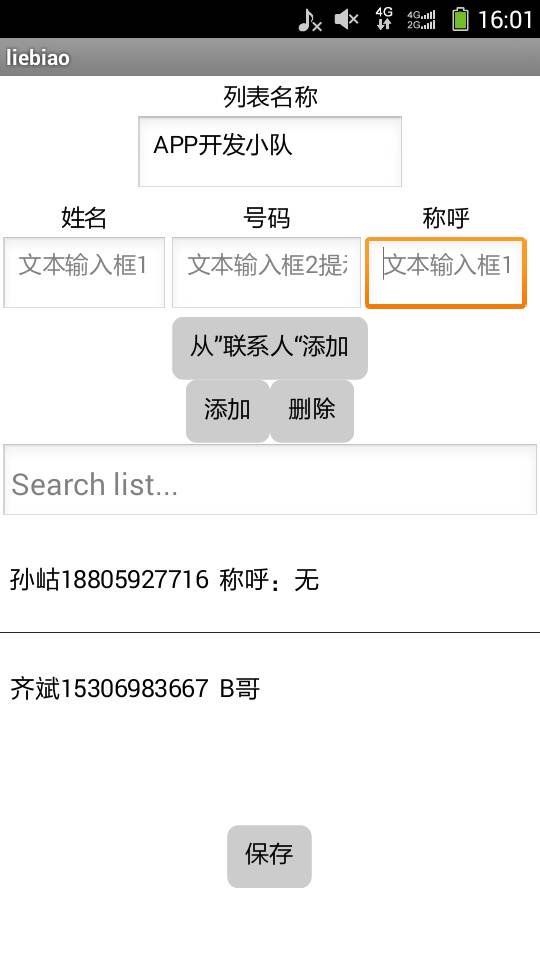 4G 4G 2G 16:01
liebiao
列表名称
APP开发小队
姓名 号码 称呼
文本输入框1 文本输入框2提 文本输入框1
从”联系人“添加
添加 删除
Search list...
孙岵18805927716 称呼：无
齐斌15306983667 B哥
保存